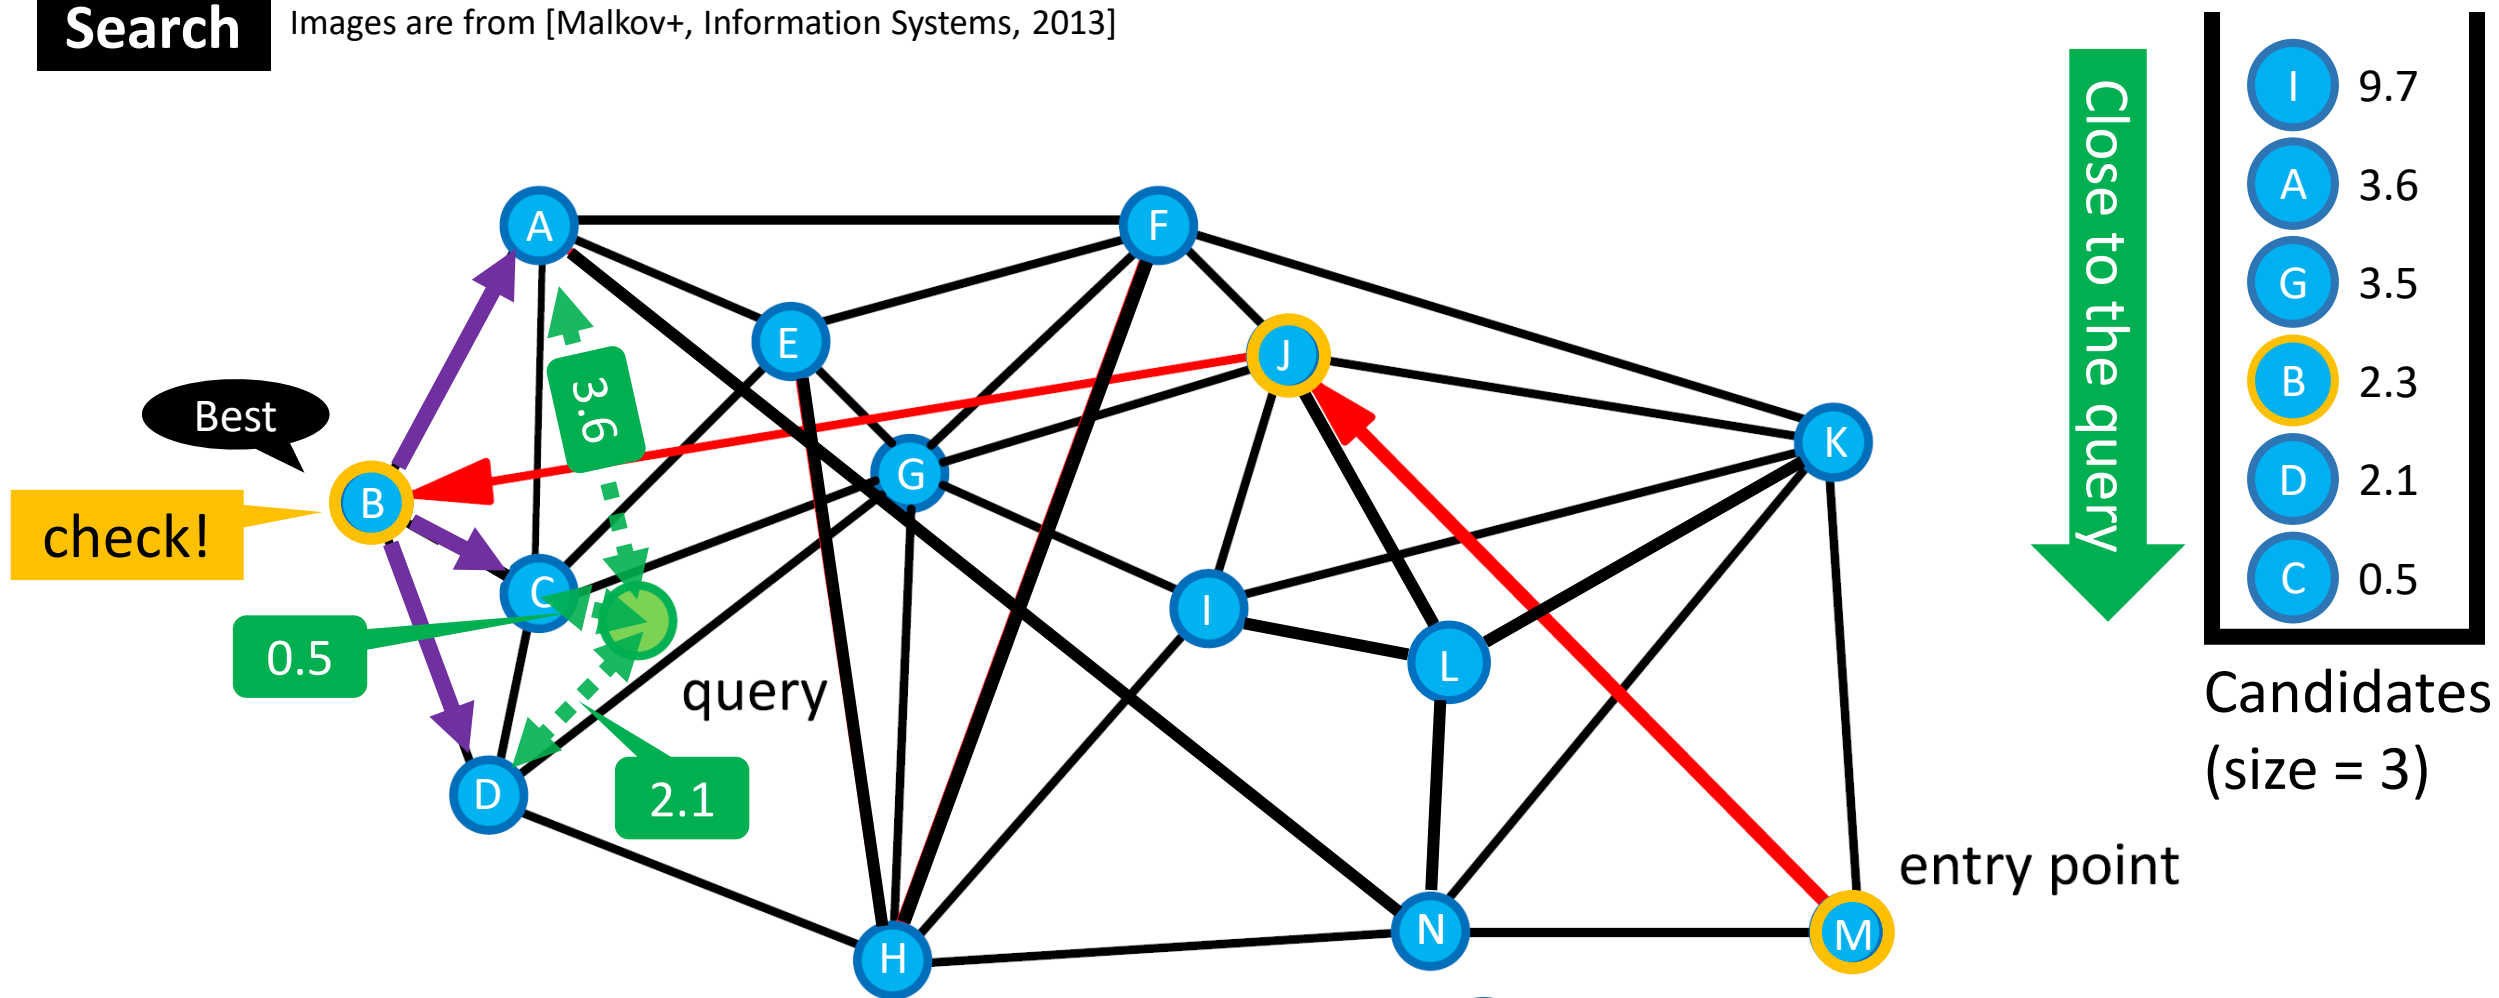 Search
Images are from [Malkov+, Information Systems, 2013]
A
F
E
J
Best
3.6
K
G
B
check!
C
I
0.5
L
query
D
2.1
entry point
H
N
M
Close to the query
I 9.7
A 3.6
G 3.5
B 2.3
D 2.1
C 0.5
Candidates
(size = 3)